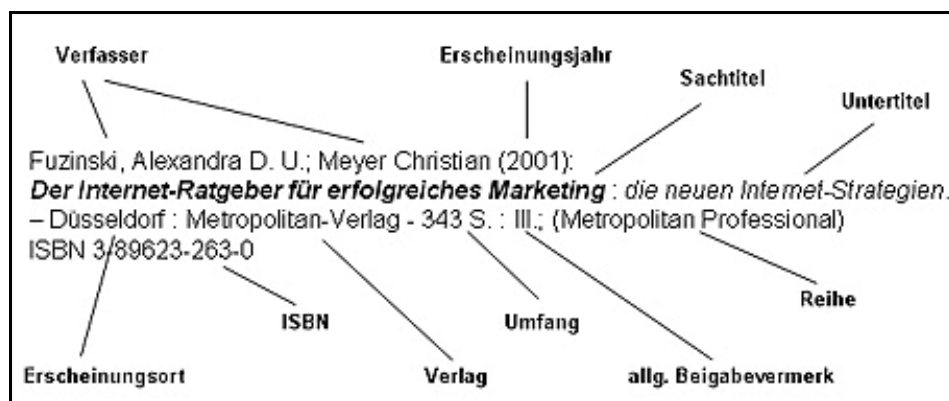 Verfasser Erscheinungsjahr
Sachtitel
Untertitel
Fuzinski, Alexandra D. U.; Meyer Christian (2001):
Der Internet-Ratgeber für erfolgreiches Marketing : die neuen Internet-Strategien.
– Düsseldorf : Metropolitan-Verlag - 343 S. : Ill.; (Metropolitan Professional)
ISBN 3-89623-263-0
Reihe
ISBN Umfang
Erscheinungsort Verlag allg. Beigabevermerk